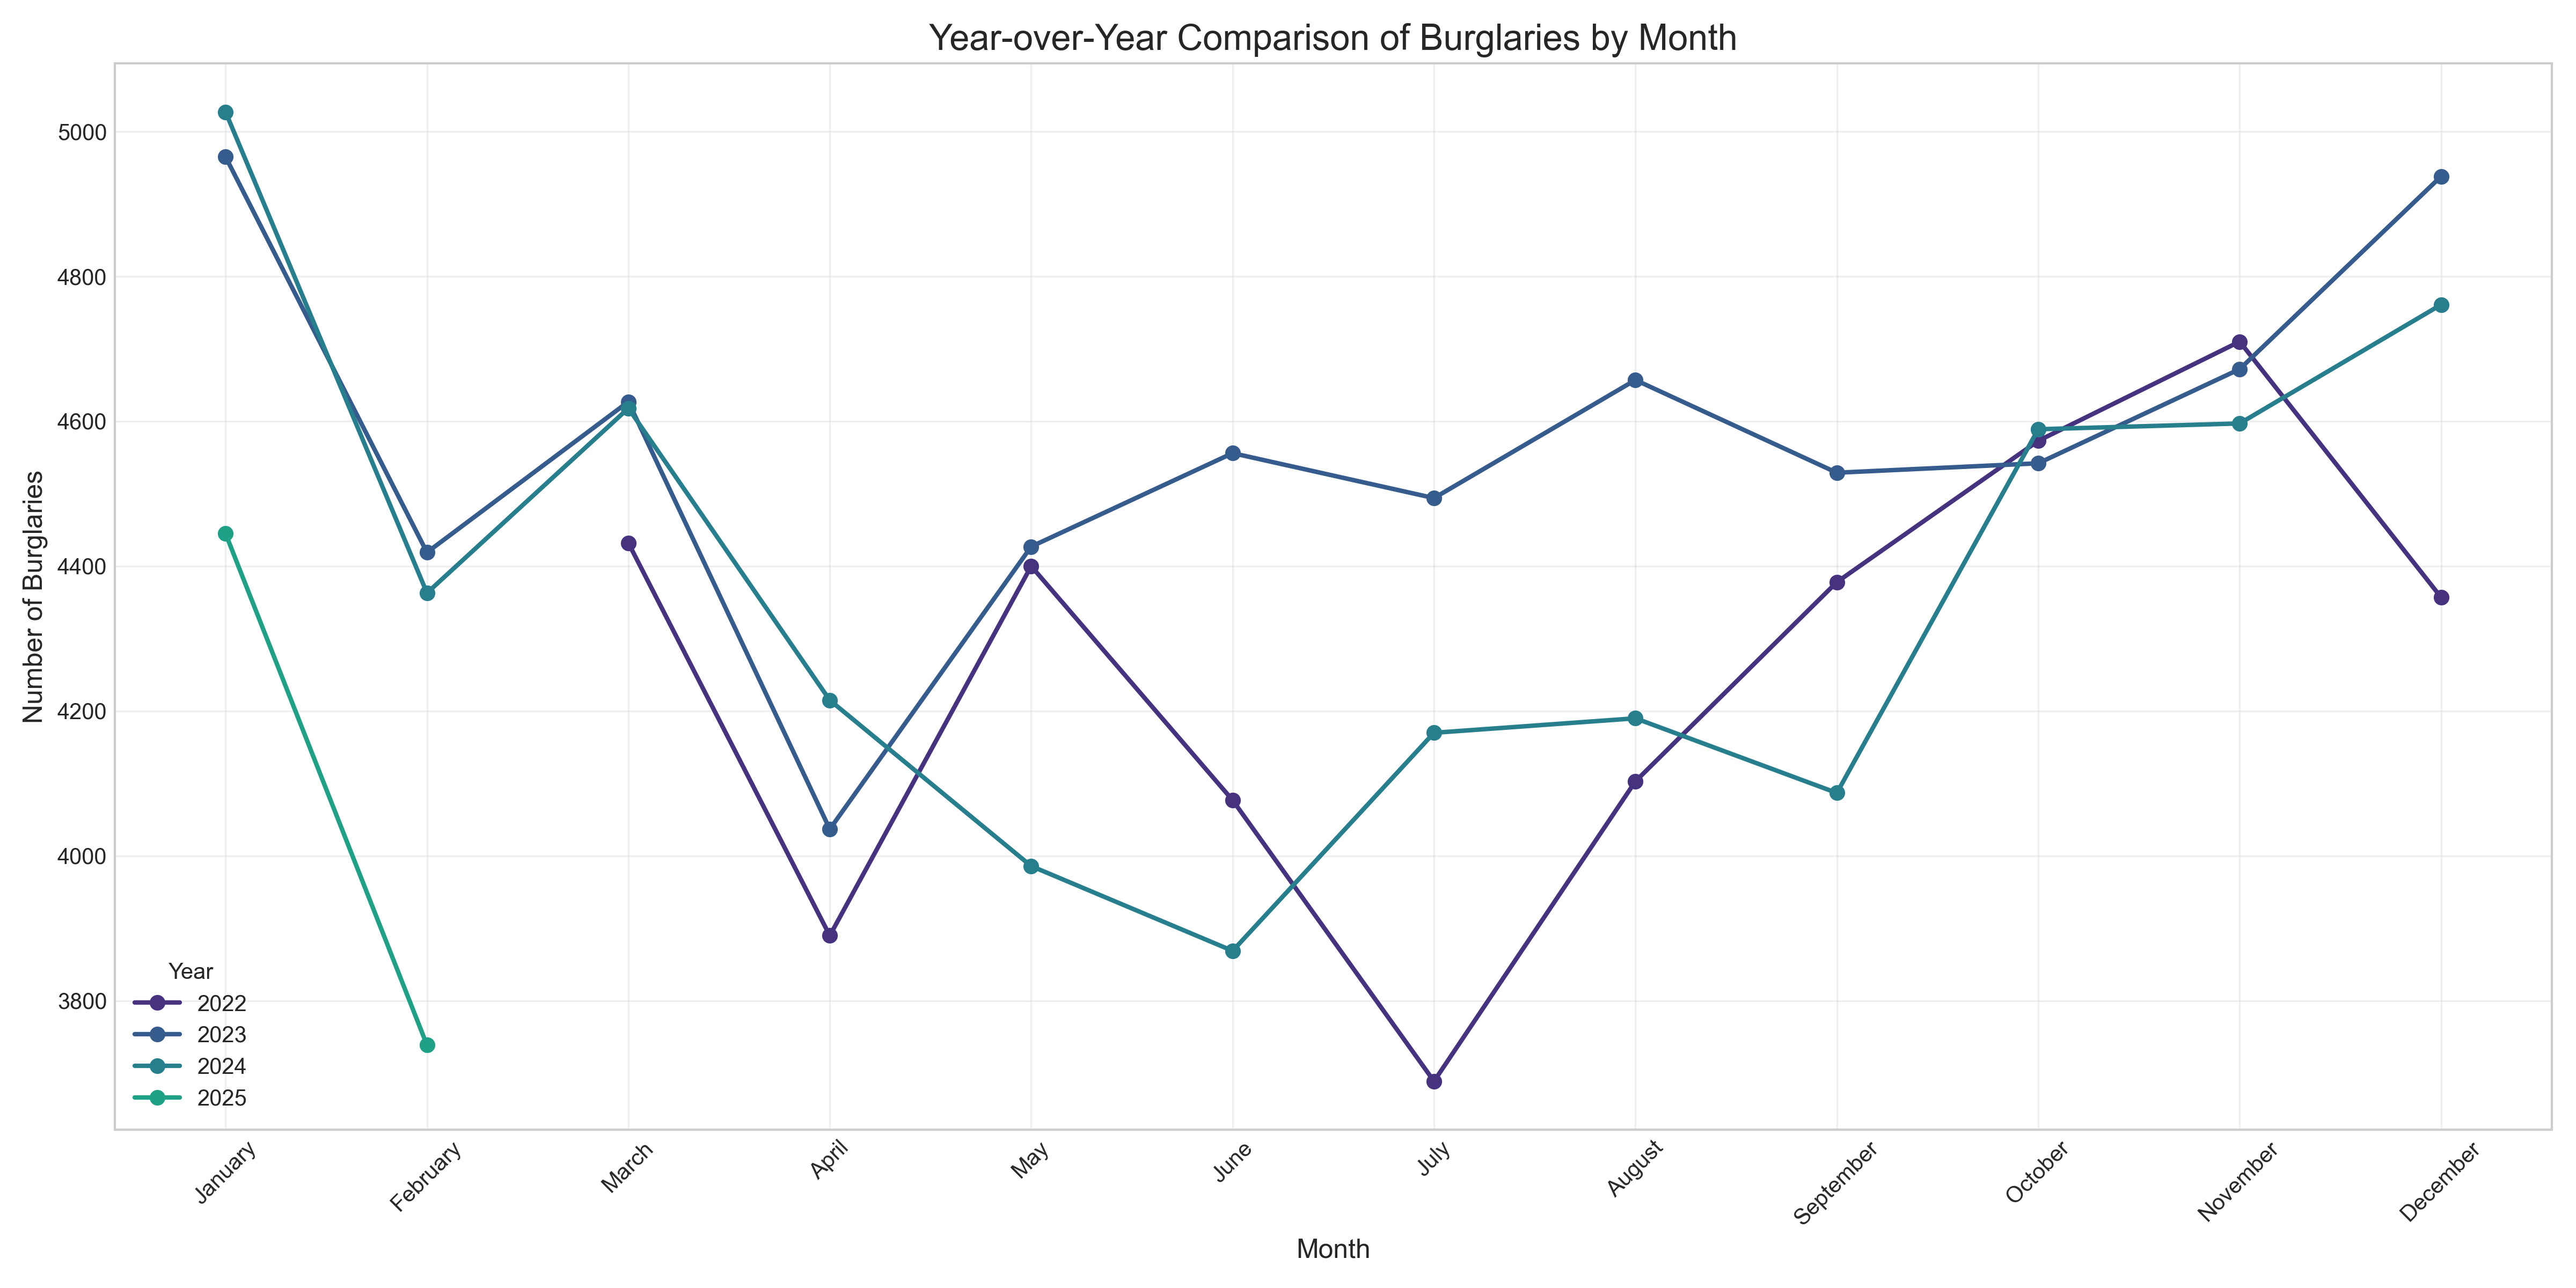 Year-over-Year Comparison of Burglaries by Month
Number of Burglaries
5000
4800
4600
4400
4200
4000
3800
Year
2022
2023
2024
2025
January
February
March
April
May
June
July
August
September
October
November
December
Month